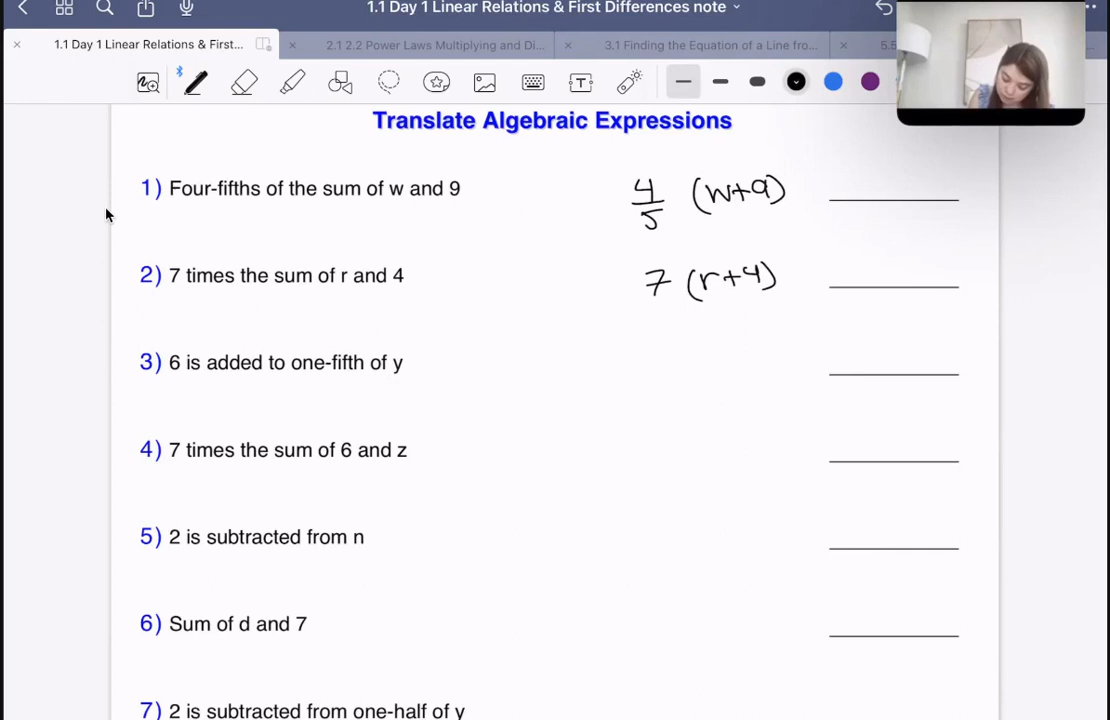 1.1 Day 1 Linear Relations & First Differences note
1.1 Day 1 Linear Relations & First...
2.1 2.2 Power Laws Multiplying and Di...
3.1 Finding the Equation of a Line fro...
5.5
Translate Algebraic Expressions
1) Four-fifths of the sum of w and 9
4/5 (w+9)
2) 7 times the sum of r and 4
7 (r+4)
3) 6 is added to one-fifth of y
4) 7 times the sum of 6 and z
5) 2 is subtracted from n
6) Sum of d and 7
7) 2 is subtracted from one-half of y